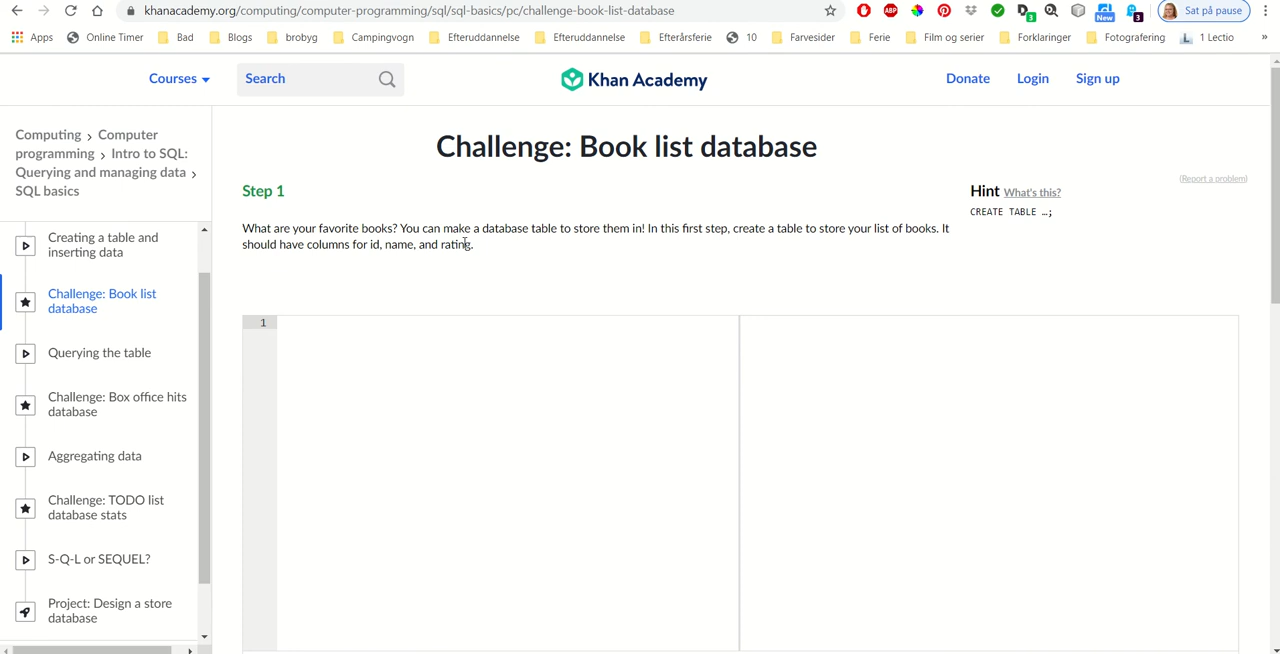 khanacademy.org/computing/computer-programming/sql/sql-basics/pc/challenge-book-list-database
ABP
3
New
3
Sat på pause
Apps
Online Timer
Bad
Blogs
brobyg
Campingvogn
Efteruddannelse
Efteruddannelse
Efterårsferie
10
Farvesider
Ferie
Film og serier
Forklaringer
Fotografering
L
1 Lectio
»
Courses
Search
Khan Academy
Donate
Login
Sign up
Computing > Computer
programming > Intro to SQL:
Querying and managing data >
SQL basics
Creating a table and
inserting data
Challenge: Book list
database
Querying the table
Challenge: Box office hits
database
Aggregating data
Challenge: TODO list
database stats
S-Q-L or SEQUEL?
Project: Design a store
database
Challenge: Book list database
(Report a problem)
Step 1
What are your favorite books? You can make a database table to store them in! In this first step, create a table to store your list of books. It
should have columns for id, name, and rating.
Hint What's this?
CREATE TABLE …;
1